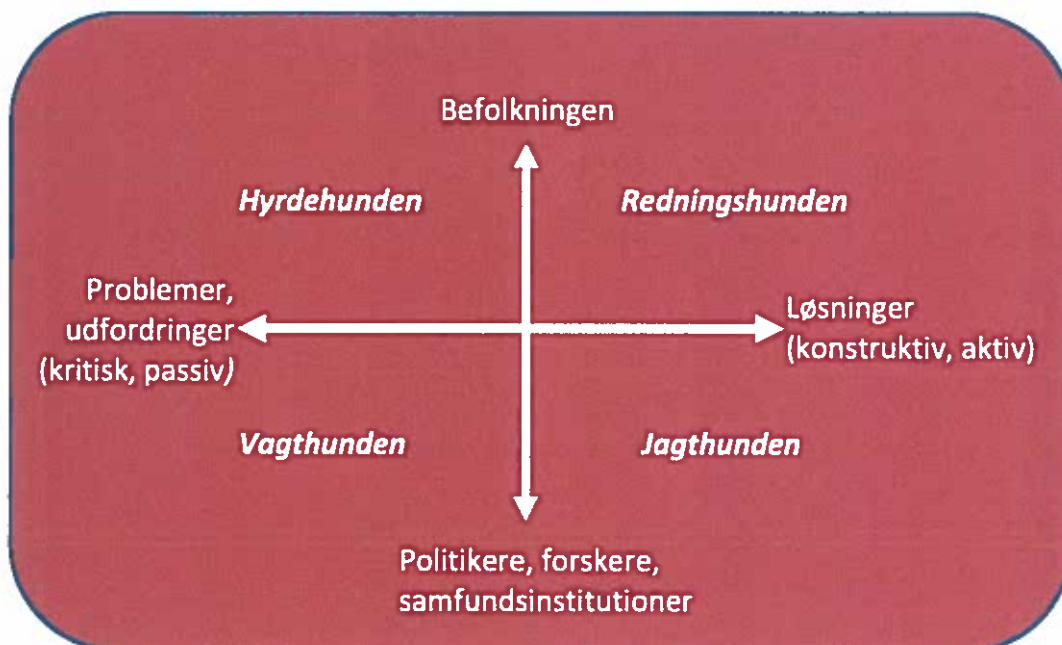 Befolkningen
Hyrdehunden
Redningshunden
Problemer,
udfordringer
(kritisk, passiv)
Løsninger
(konstruktiv, aktiv)
Vagthunden
Jagthunden
Politikere, forskere,
samfundsinstitutioner